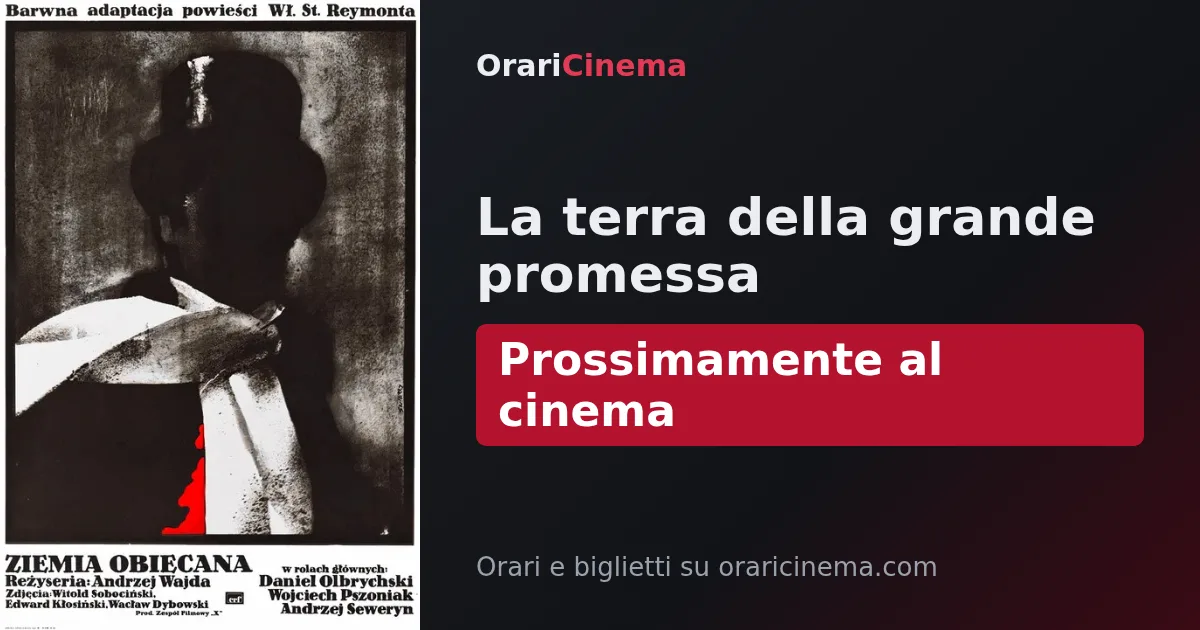 Barwna adaptacja powieści Wł. St. Reymonta
ZIEMIA OBIECANA
Reżyseria: Andrzej Wajda
Zdjęcia: Witold Sobociński,
Edward Kłosiński, Wacław Dybowski
Prod. Zespół Filmowy „X”
crf
w rolach głównych:
Daniel Olbrychski
Wojciech Pszoniak
Andrzej Seweryn
OrariCinema
La terra della grande
promessa
Prossimamente al
cinema
Orari e biglietti su oraricinema.com